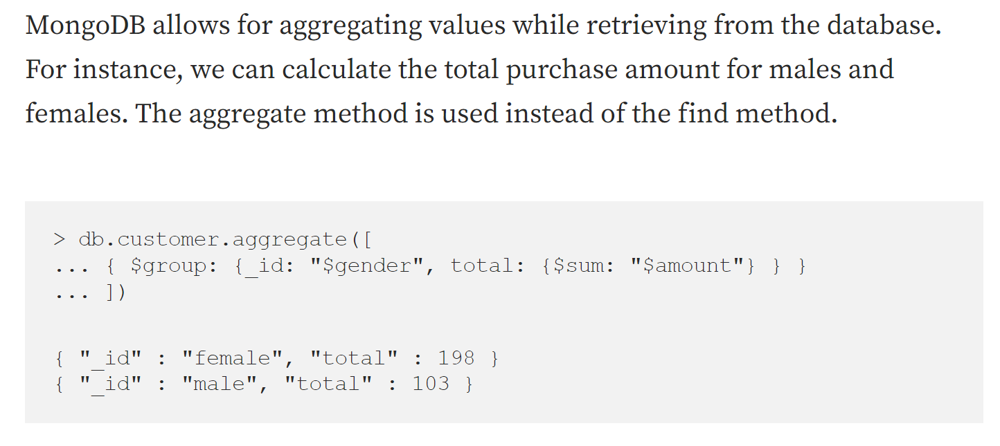 MongoDB allows for aggregating values while retrieving from the database.
For instance, we can calculate the total purchase amount for males and
females. The aggregate method is used instead of the find method.
> db.customer.aggregate([
... { $group: {_id: "$gender", total: {$sum: "$amount"} } }
... ])
{ "_id" : "female", "total" : 198 }
{ "_id" : "male", "total" : 103 }